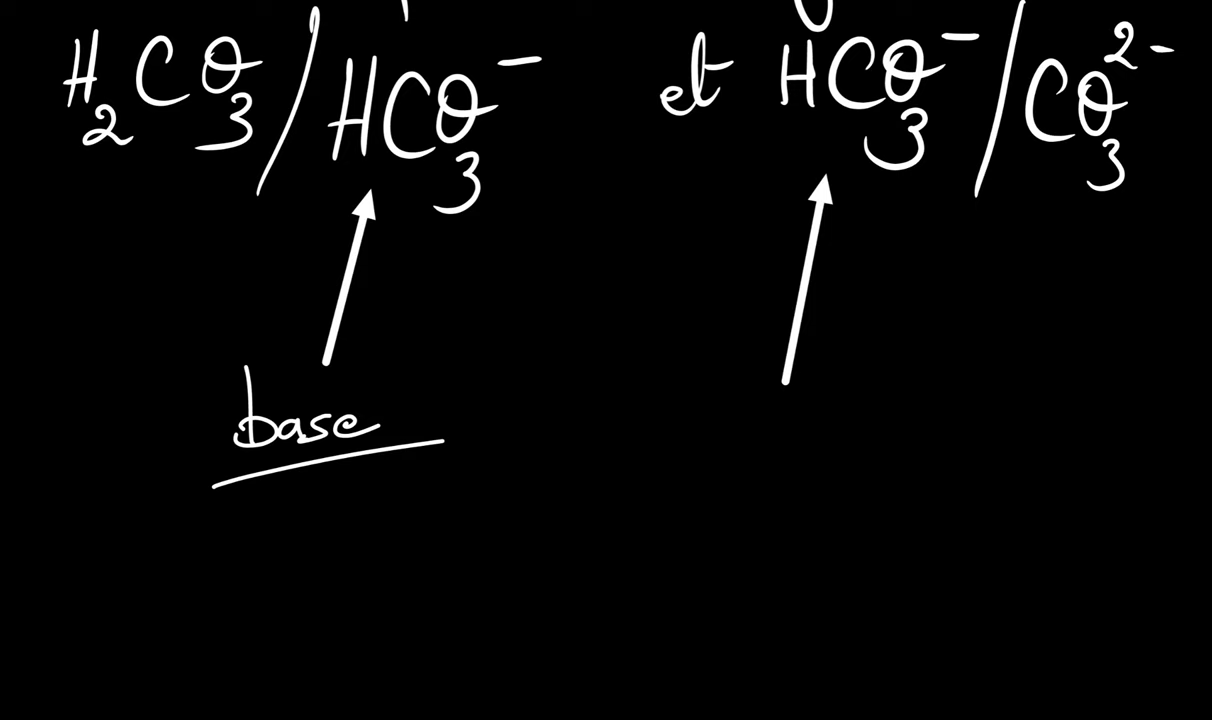 H₂CO₃/HCO₃⁻ et HCO₃⁻/CO₃²⁻
base